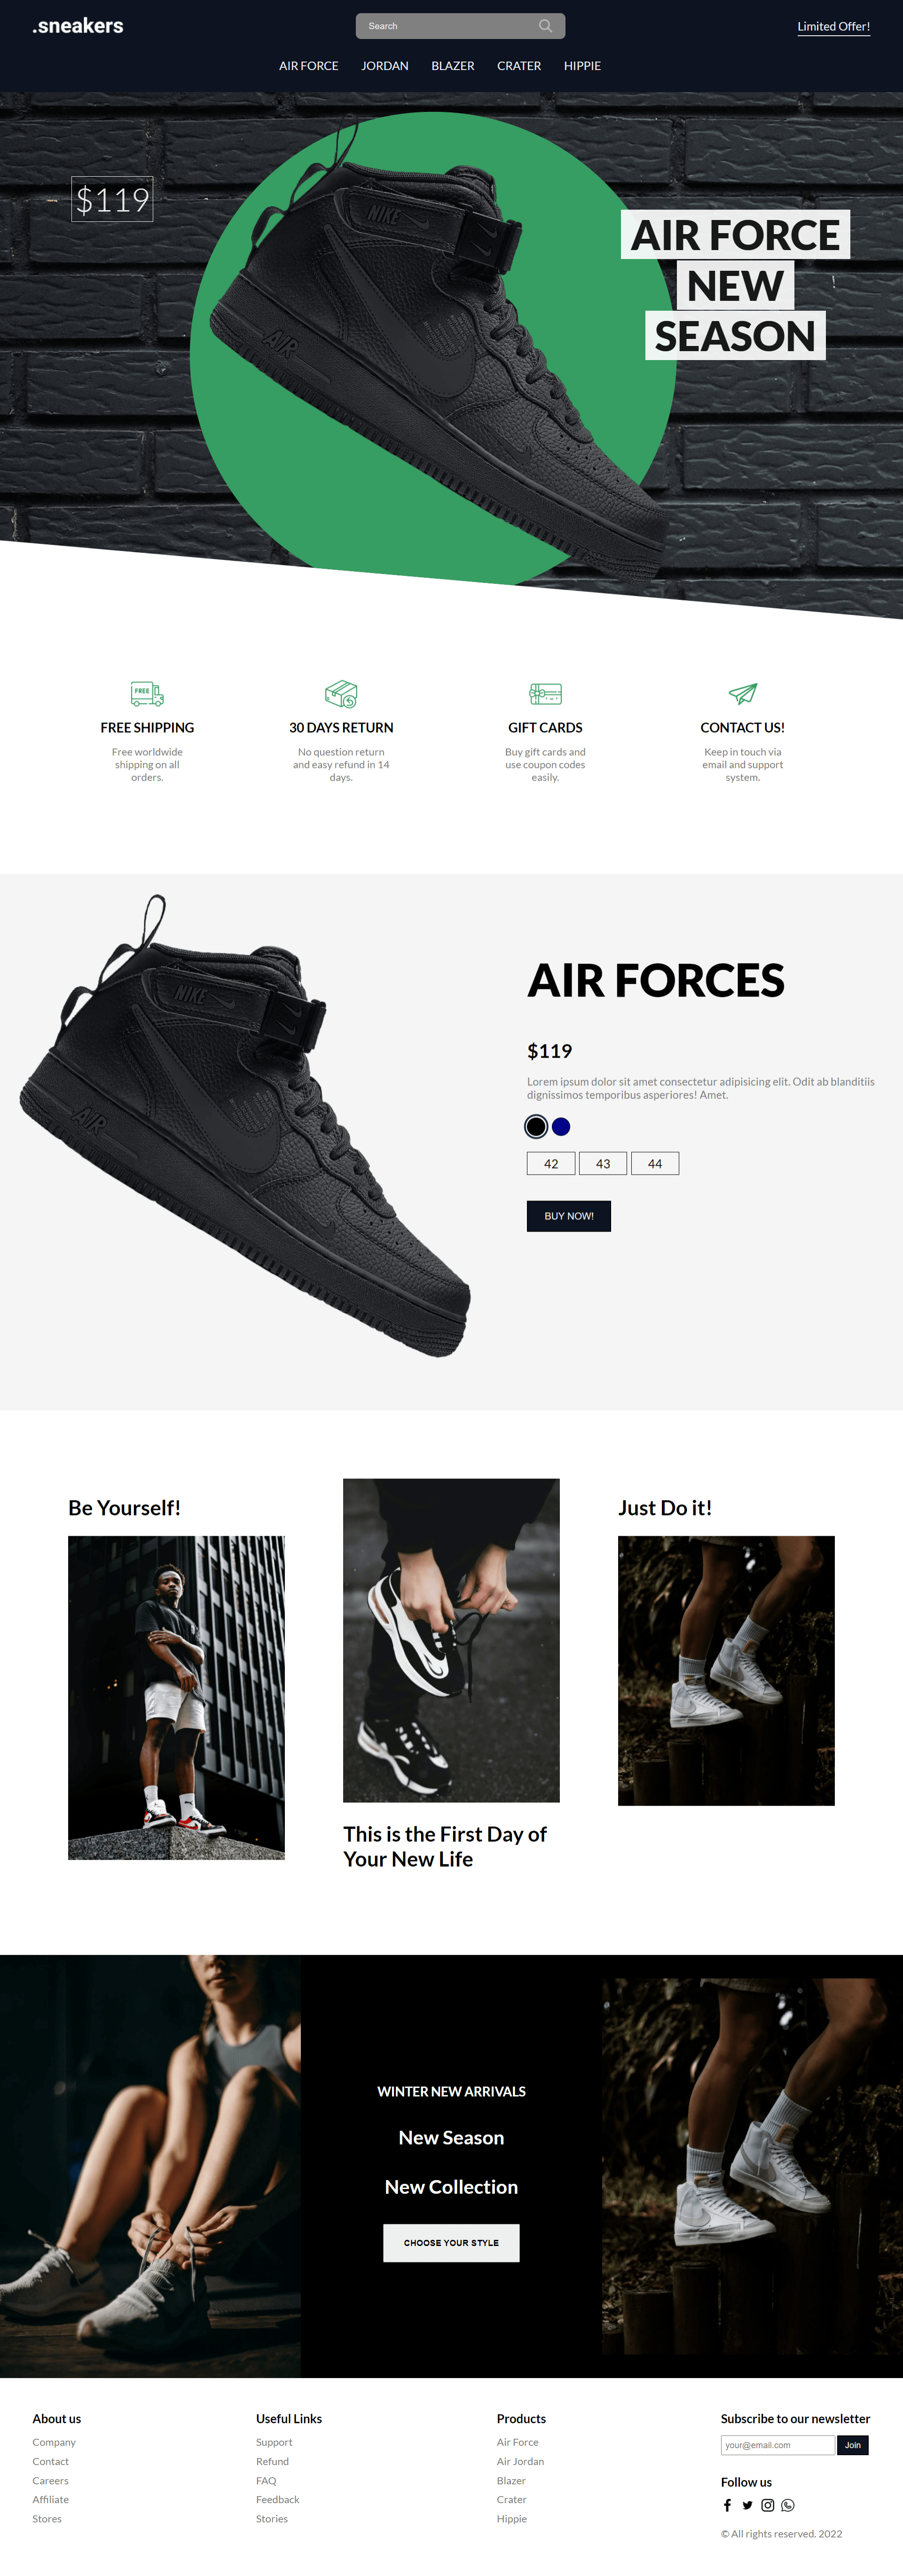 .sneakers
Search
Limited Offer!
AIR FORCE JORDAN BLAZER CRATER HIPPIE
$119
NIKE
AIR
AIR FORCE
NEW
SEASON
FREE
FREE SHIPPING
Free worldwide
shipping on all
orders.
30 DAYS RETURN
No question return
and easy refund in 14
days.
GIFT CARDS
Buy gift cards and
use coupon codes
easily.
CONTACT US!
Keep in touch via
email and support
system.
NIKE
AIR
AIR FORCES
$119
Lorem ipsum dolor sit amet consectetur adipisicing elit. Odit ab blanditiis
dignissimos temporibus asperiores! Amet.
42 43 44
BUY NOW!
Be Yourself!
This is the First Day of
Your New Life
Just Do it!
WINTER NEW ARRIVALS
New Season
New Collection
CHOOSE YOUR STYLE
About us
Company
Contact
Careers
Affiliate
Stores
Useful Links
Support
Refund
FAQ
Feedback
Stories
Products
Air Force
Air Jordan
Blazer
Crater
Hippie
Subscribe to our newsletter
your@email.com Join
Follow us
© All rights reserved. 2022